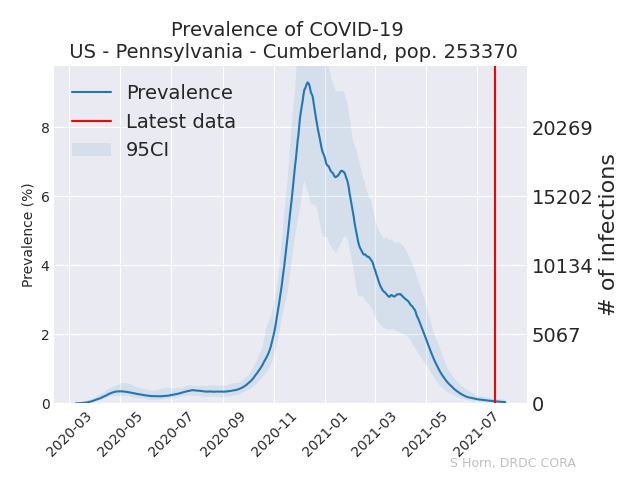 Prevalence of COVID-19
US - Pennsylvania - Cumberland, pop. 253370
Prevalence
Latest data
95CI
Prevalence (%)
8
6
4
2
0
20269
15202
10134
5067
0
# of infections
2020-03
2020-05
2020-07
2020-09
2020-11
2021-01
2021-03
2021-05
2021-07
S Horn, DRDC CORA